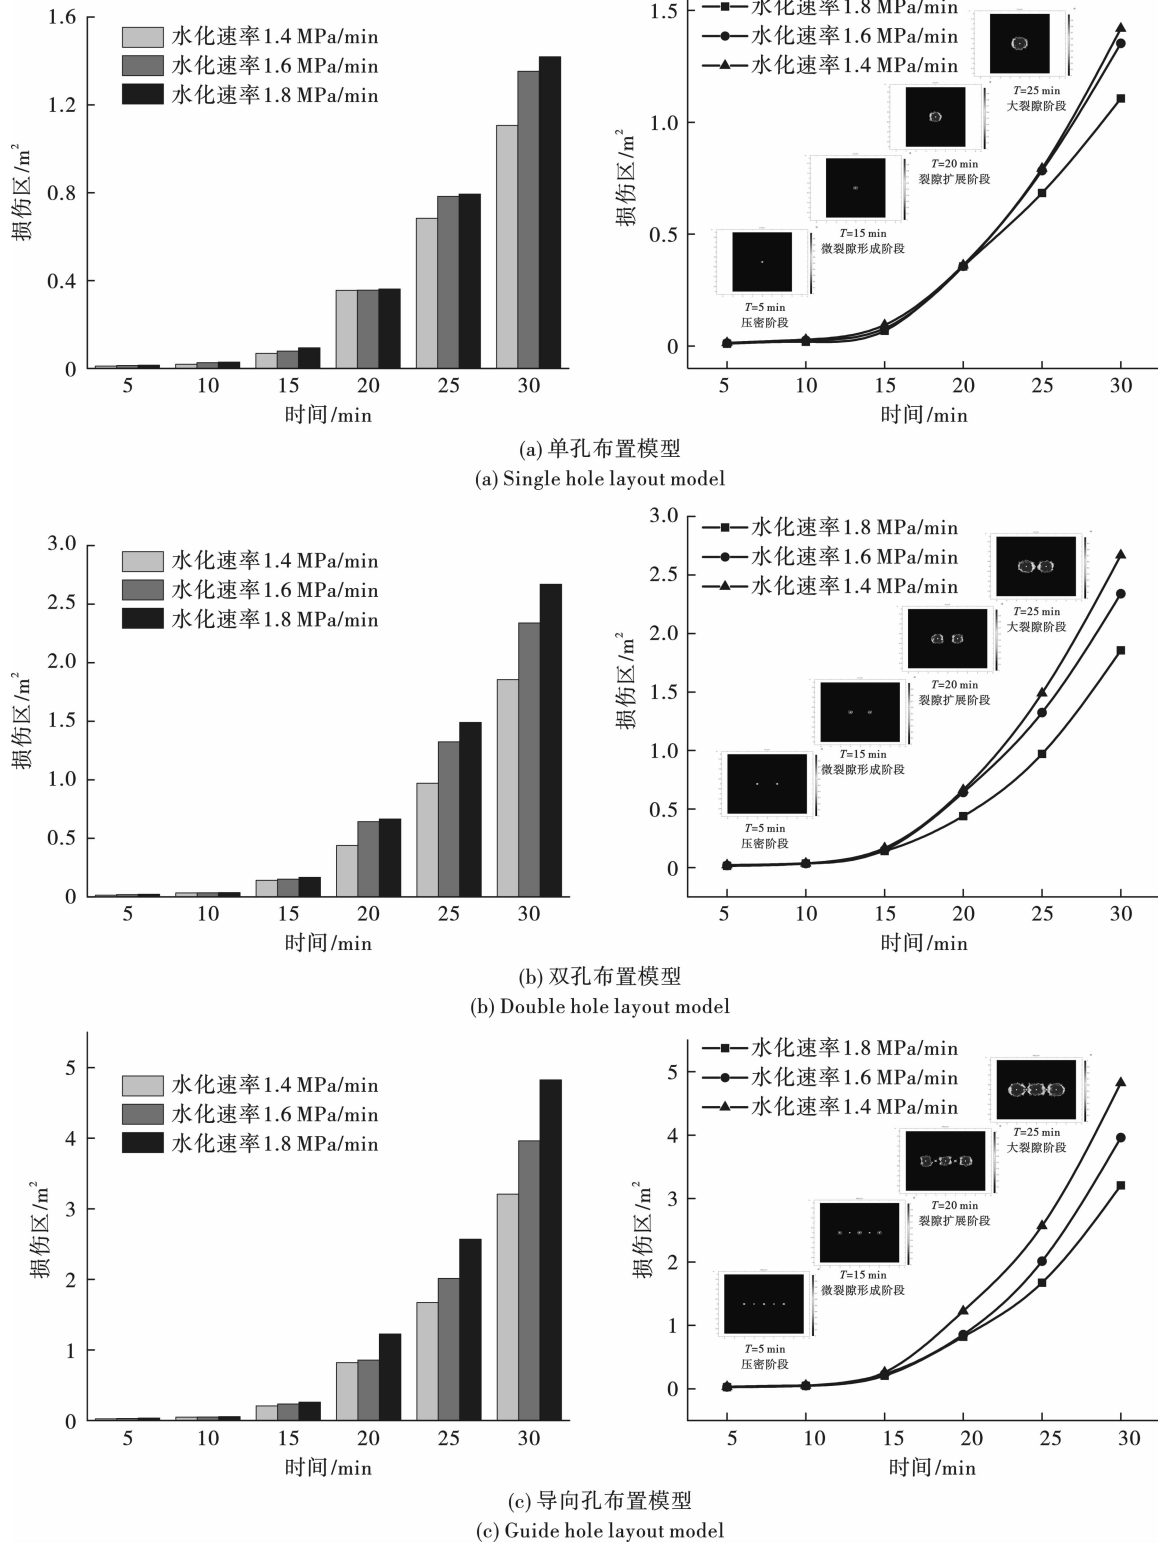 1.6
1.2
0.8
0.4
0
损伤区/m²
水化速率1.4 MPa/min
水化速率1.6 MPa/min
水化速率1.8 MPa/min
5 10 15 20 25 30
时间/min
1.5
1.0
0.5
0
损伤区/m²
水化速率1.8 MPa/min
水化速率1.6 MPa/min
水化速率1.4 MPa/min
T=25 min
大裂隙阶段
T=20 min
裂隙扩展阶段
T=15 min
微裂隙形成阶段
T=5 min
压密阶段
5 10 15 20 25 30
时间/min
(a) 单孔布置模型
(a) Single hole layout model
3.0
2.5
2.0
1.5
1.0
0.5
0
损伤区/m²
水化速率1.4 MPa/min
水化速率1.6 MPa/min
水化速率1.8 MPa/min
5 10 15 20 25 30
时间/min
3.0
2.5
2.0
1.5
1.0
0.5
0
损伤区/m²
水化速率1.8 MPa/min
水化速率1.6 MPa/min
水化速率1.4 MPa/min
T=25 min
大裂隙阶段
T=20 min
裂隙扩展阶段
T=15 min
微裂隙形成阶段
T=5 min
压密阶段
5 10 15 20 25 30
时间/min
(b) 双孔布置模型
(b) Double hole layout model
5
4
3
2
1
0
损伤区/m²
水化速率1.4 MPa/min
水化速率1.6 MPa/min
水化速率1.8 MPa/min
5 10 15 20 25 30
时间/min
5
4
3
2
1
0
损伤区/m²
水化速率1.8 MPa/min
水化速率1.6 MPa/min
水化速率1.4 MPa/min
T=25 min
大裂隙阶段
T=20 min
裂隙扩展阶段
T=15 min
微裂隙形成阶段
T=5 min
压密阶段
5 10 15 20 25 30
时间/min
(c) 导向孔布置模型
(c) Guide hole layout model